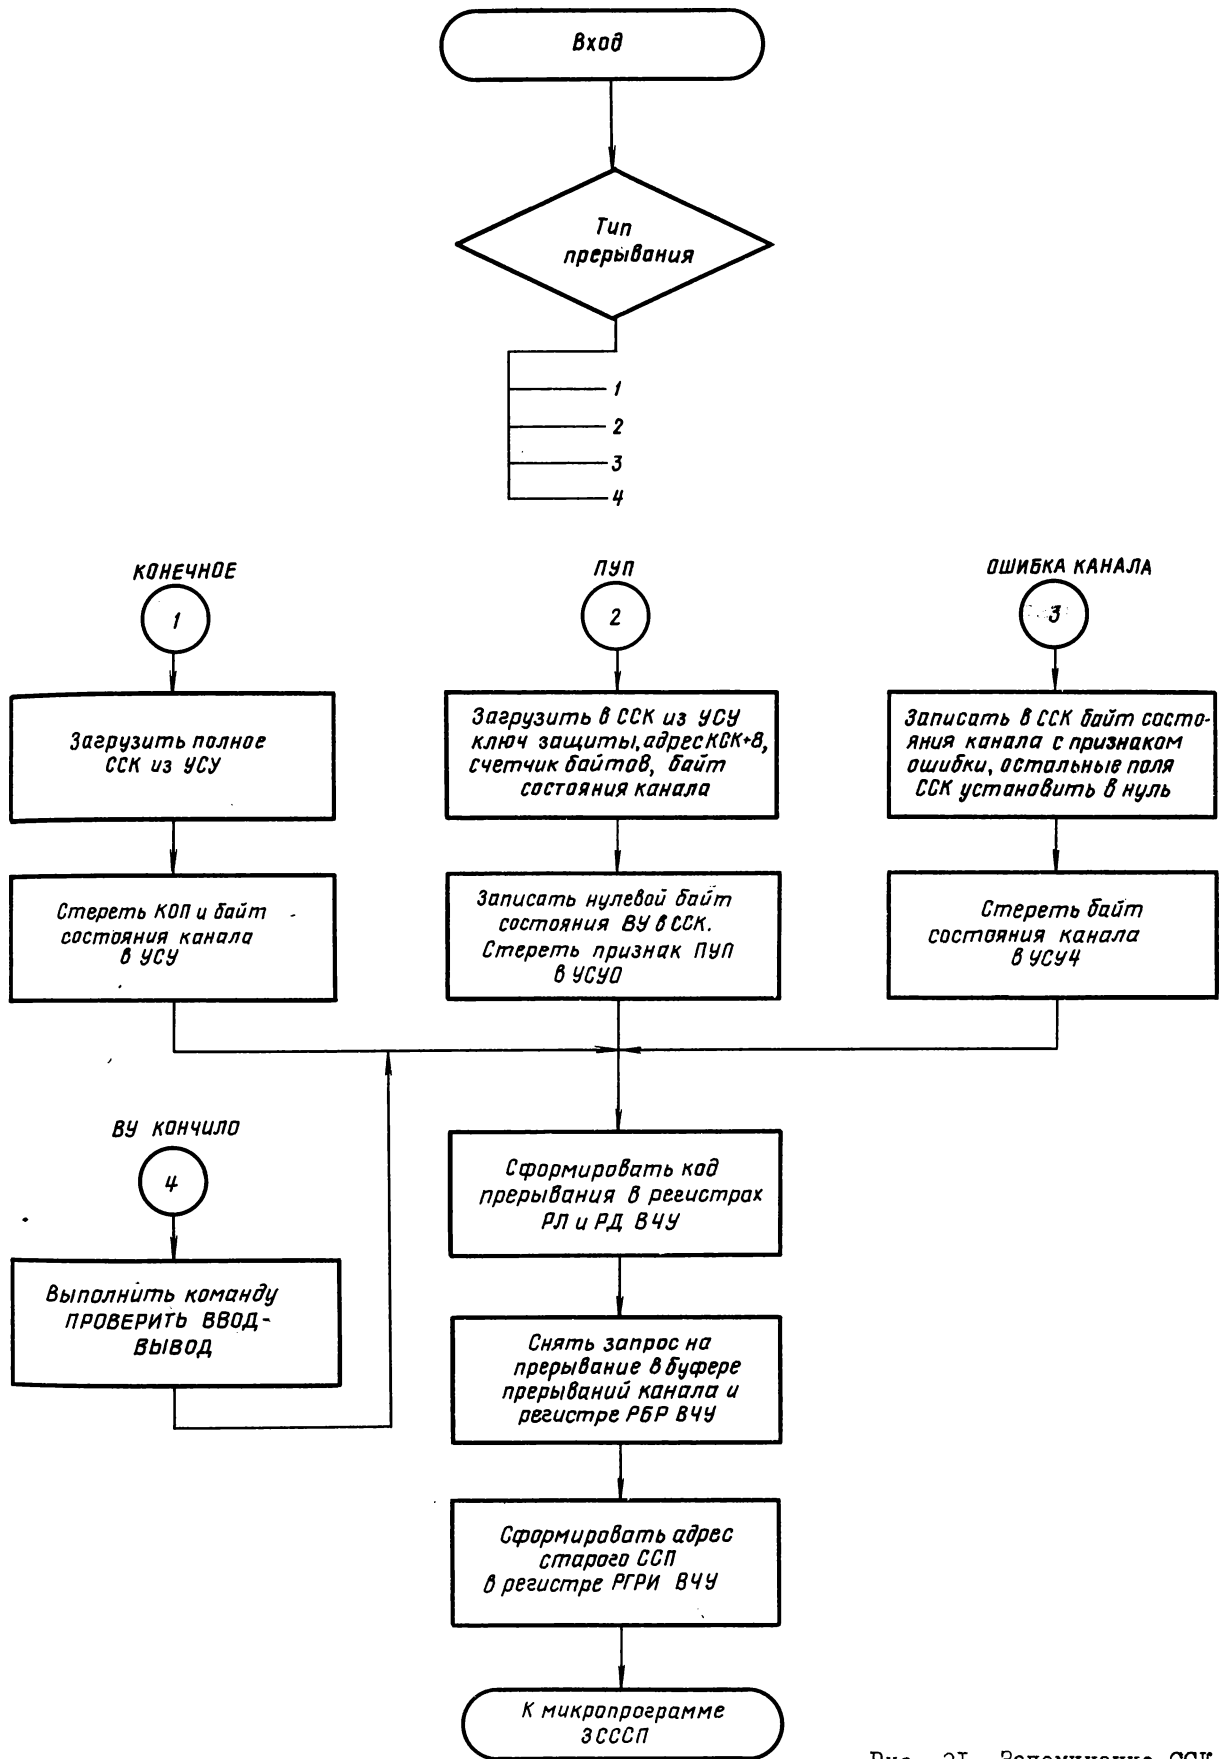 Вход
Тип
прерывания
1
2
3
4
КОНЕЧНОЕ
1
Загрузить полное
ССК из УСУ
Стереть КОП и байт
состояния канала
в УСУ
ПУП
2
Загрузить в ССК из УСУ
ключ защиты, адрес КСК+8,
счетчик байтов, байт
состояния канала
Записать нулевой байт
состояния ВУ в ССК.
Стереть признак ПУП
в УСУ0
ОШИБКА КАНАЛА
3
Записать в ССК байт состо-
яния канала с признаком
ошибки, остальные поля
ССК установить в нуль
Стереть байт
состояния канала
в УСУ4
ВУ кончило
4
Выполнить команду
ПРОВЕРИТЬ ВВОД-
ВЫВОД
Сформировать код
прерывания в регистрах
РЛ и РД ВЧУ
Снять запрос на
прерывание в буфере
прерываний канала и
регистре РБР ВЧУ
Сформировать адрес
старого ССП
в регистре РГРИ ВЧУ
К микропрограмме
ЗСССП
Рис. 21. Запоминание ССК